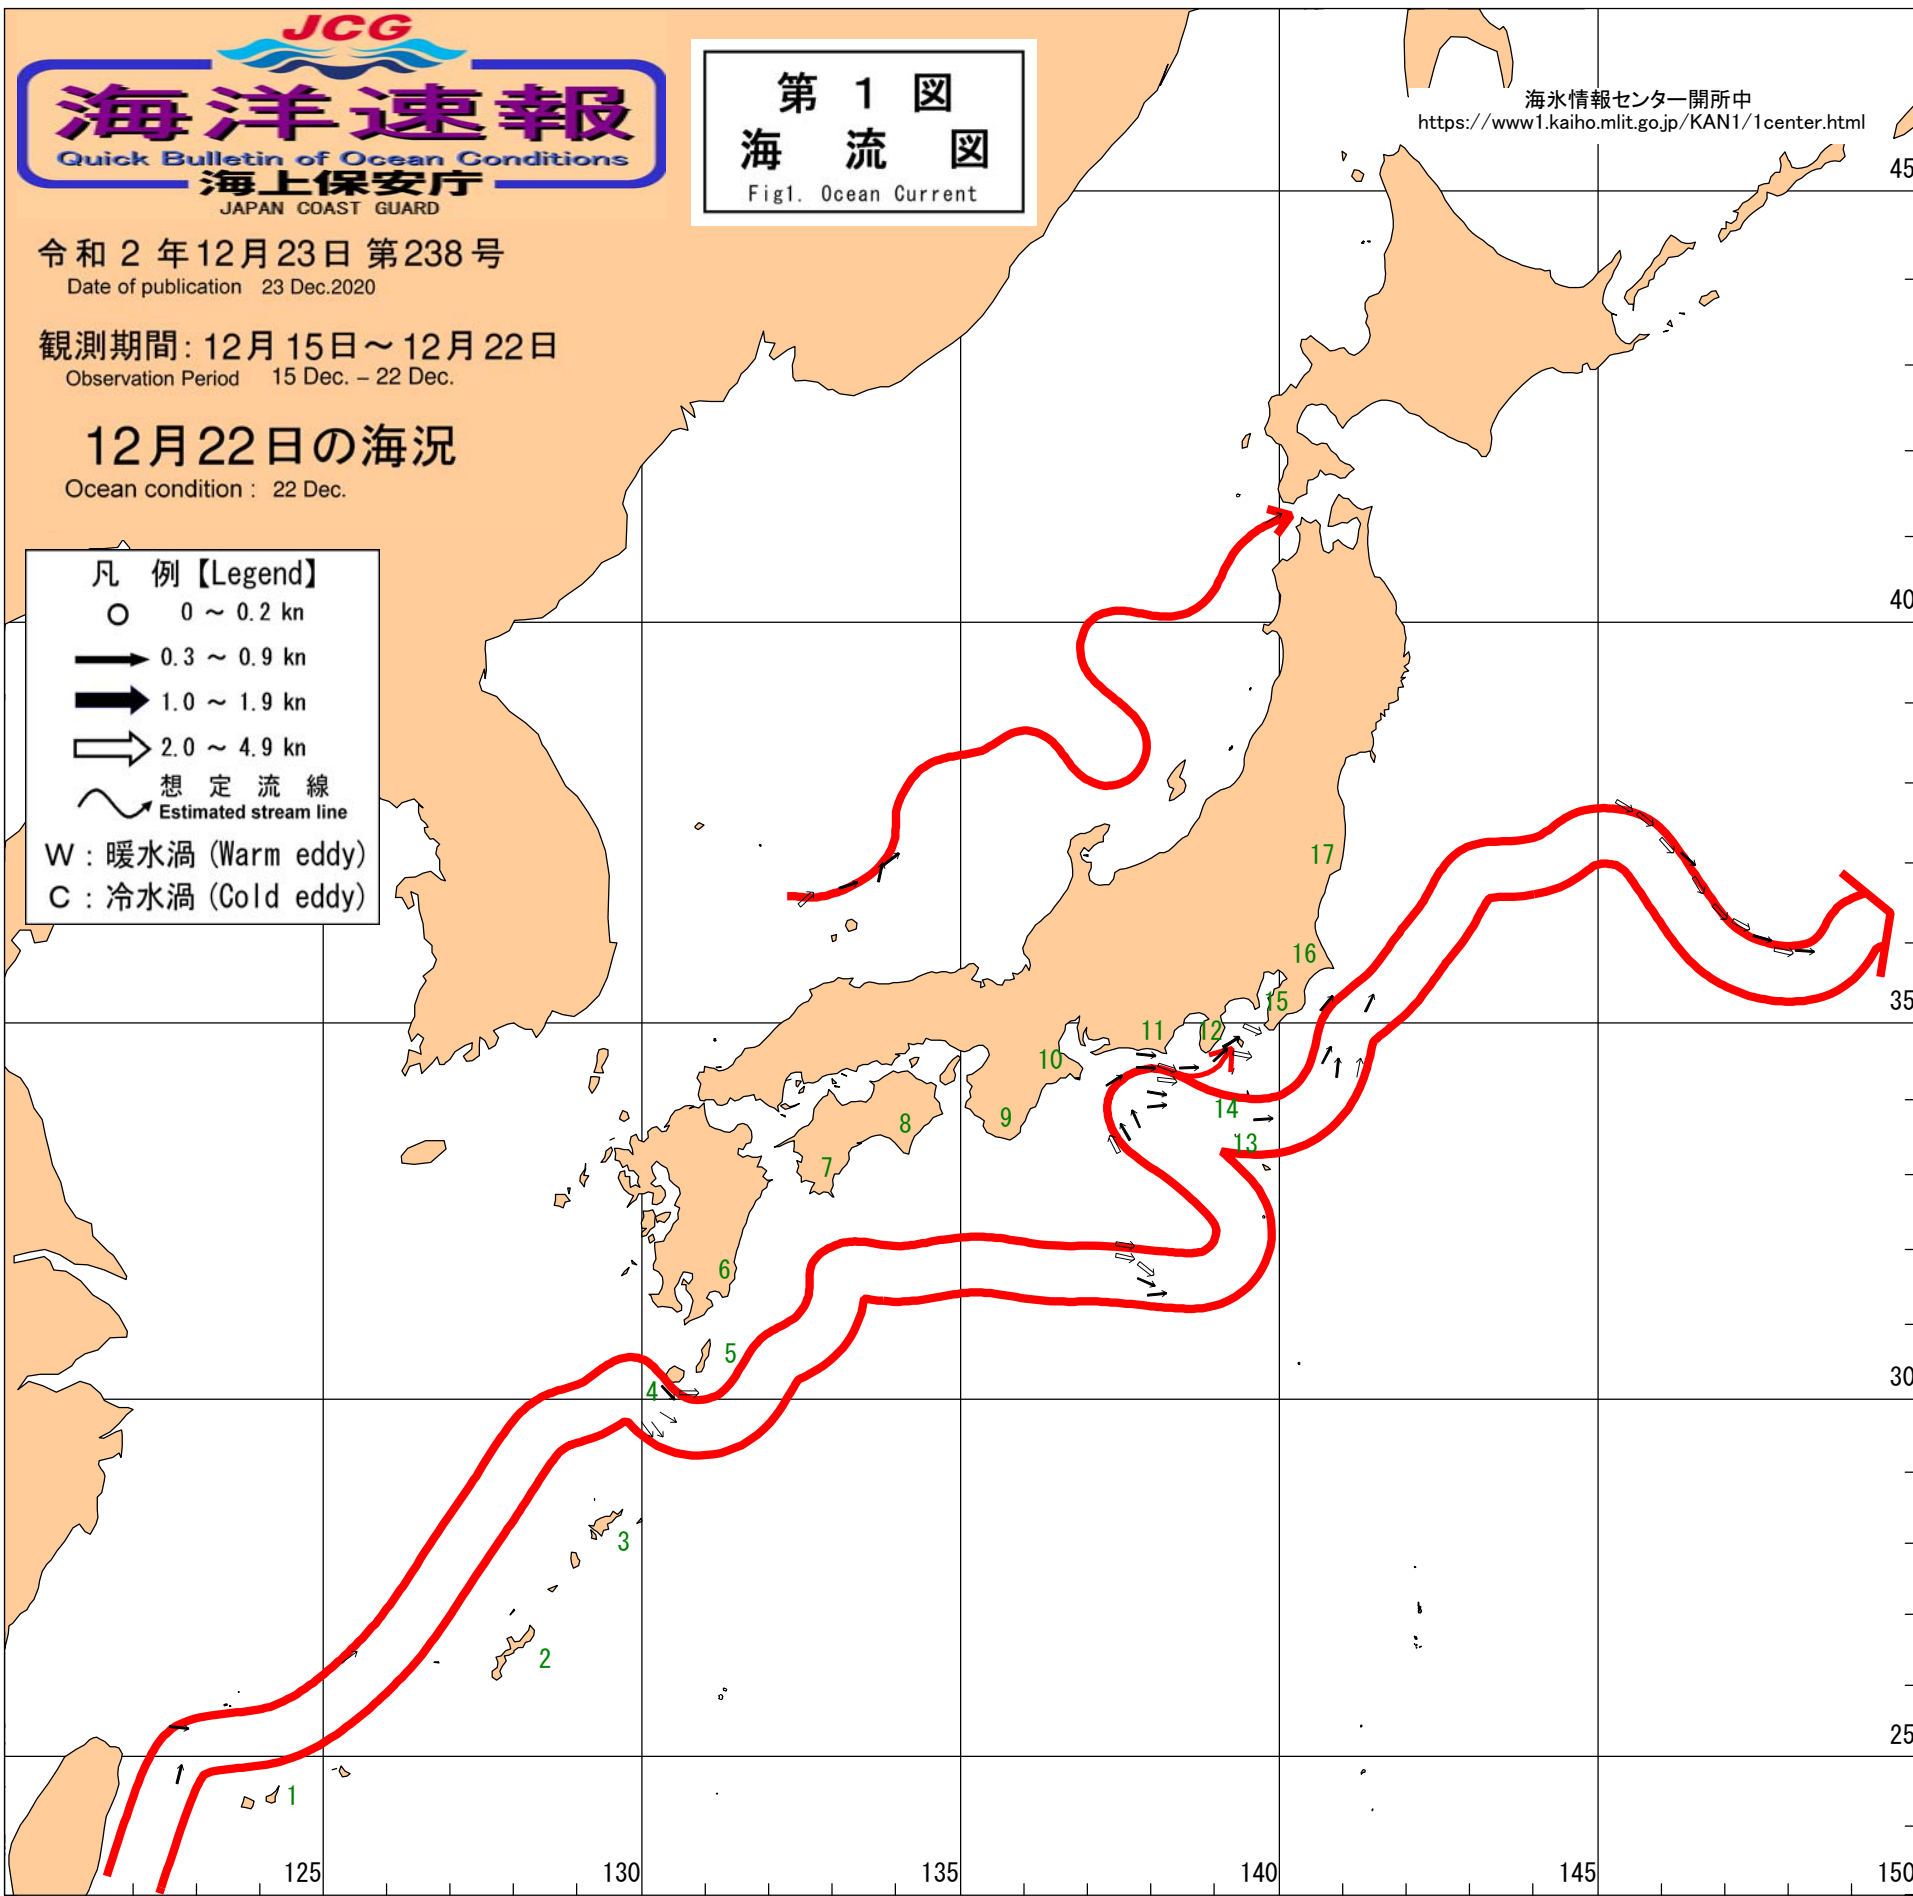 JCG
海洋速報
Quick Bulletin of Ocean Conditions
海上保安庁
JAPAN COAST GUARD
第 1 図
海 流 図
Fig1. Ocean Current
海氷情報センター開所中
https://www1.kaiho.mlit.go.jp/KAN1/1center.html
令和 2 年12月23日 第238号
Date of publication 23 Dec.2020
観測期間: 12月15日～12月22日
Observation Period 15 Dec. – 22 Dec.
12月22日の海況
Ocean condition : 22 Dec.
凡 例【Legend】
0 ～ 0.2 kn
0.3 ～ 0.9 kn
1.0 ～ 1.9 kn
2.0 ～ 4.9 kn
想 定 流 線
Estimated stream line
W : 暖水渦 (Warm eddy)
C : 冷水渦 (Cold eddy)
45
40
17
16
35
15
12
11
10
14
9
8
13
7
6
5
30
4
3
2
25
1
125
130
135
140
145
150